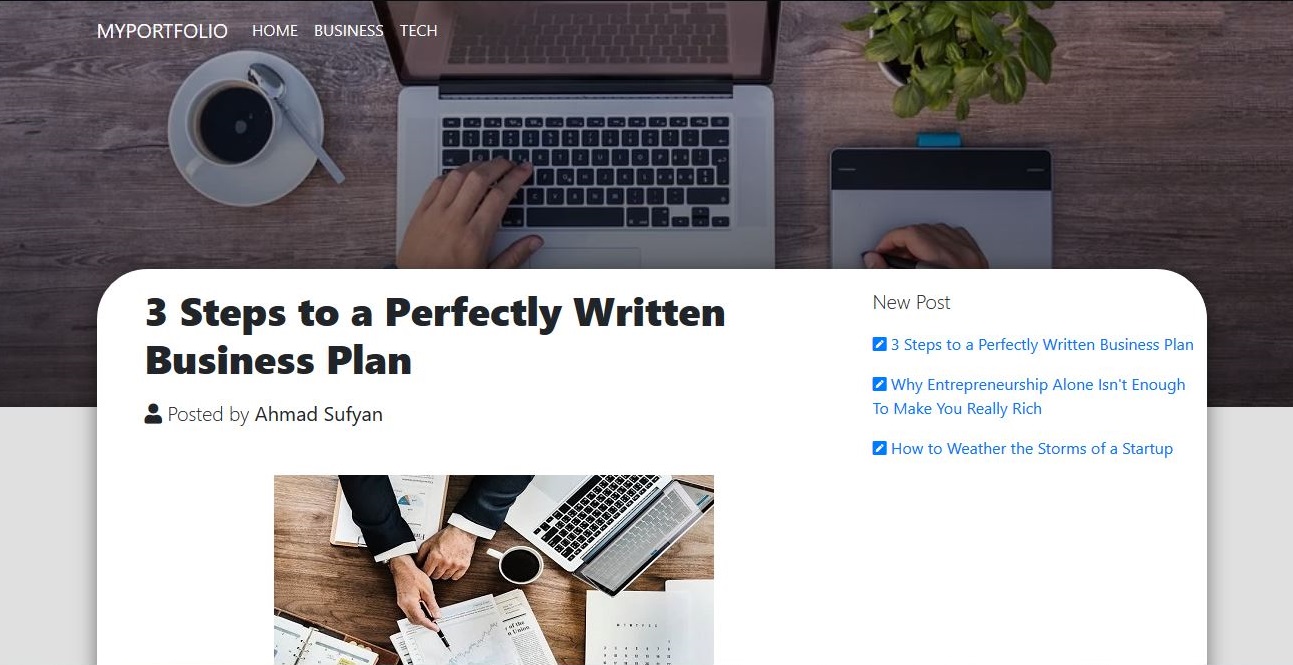 MYPORTFOLIO HOME BUSINESS TECH
3 Steps to a Perfectly Written
Business Plan
Posted by Ahmad Sufyan
New Post
3 Steps to a Perfectly Written Business Plan
Why Entrepreneurship Alone Isn't Enough
To Make You Really Rich
How to Weather the Storms of a Startup